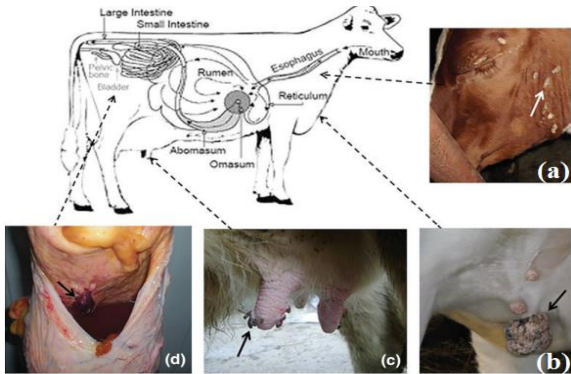 Large Intestine
Small Intestine
Pelvic
bone
Bladder
Rumen
Esophagus
Mouth
Reticulum
Abomasum
Omasum
(a)
(b)
(c)
(d)